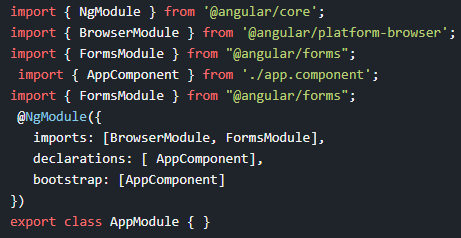 import { NgModule } from '@angular/core';
import { BrowserModule } from '@angular/platform-browser';
import { FormsModule } from "@angular/forms";
 import { AppComponent } from './app.component';
import { FormsModule } from "@angular/forms";
 @NgModule({
   imports: [BrowserModule, FormsModule],
   declarations: [ AppComponent],
   bootstrap: [AppComponent]
})
export class AppModule { }